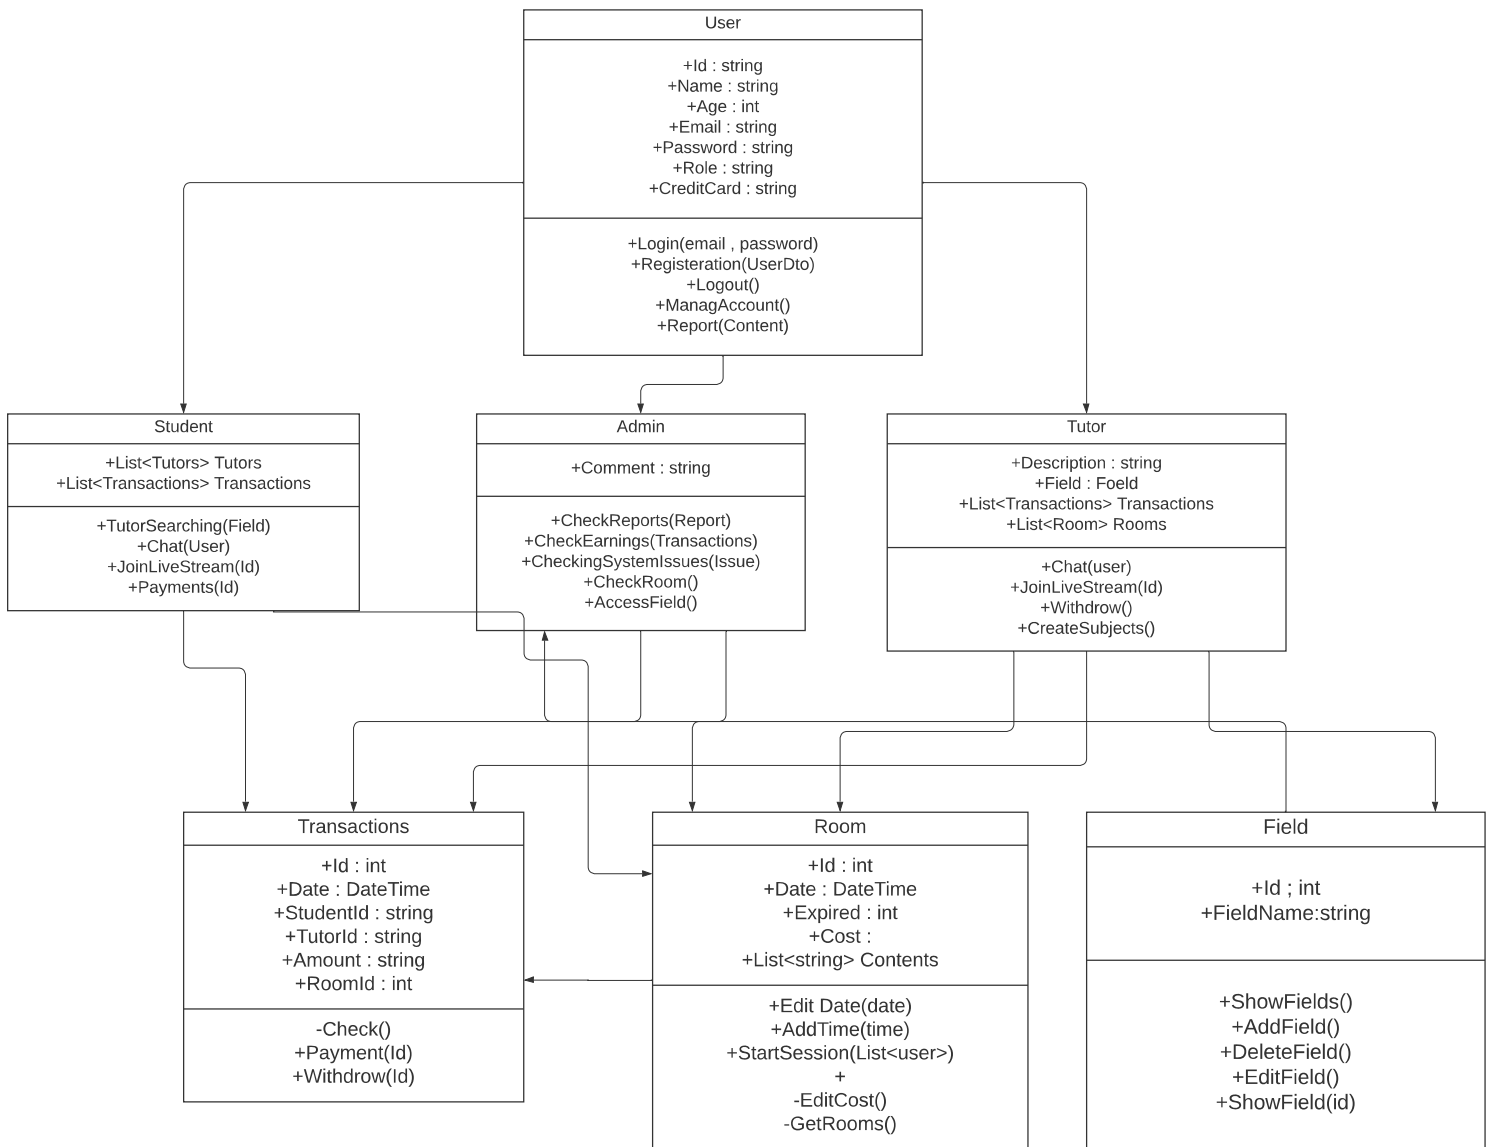 User
+Id : string
+Name : string
+Age : int
+Email : string
+Password : string
+Role : string
+CreditCard : string
+Login(email , password)
+Registeration(UserDto)
+Logout()
+ManagAccount()
+Report(Content)
Student
+List<Tutors> Tutors
+List<Transactions> Transactions
+TutorSearching(Field)
+Chat(User)
+JoinLiveStream(Id)
+Payments(Id)
Admin
+Comment : string
+CheckReports(Report)
+CheckEarnings(Transactions)
+CheckingSystemIssues(Issue)
+CheckRoom()
+AccessField()
Tutor
+Description : string
+Field : Foeld
+List<Transactions> Transactions
+List<Room> Rooms
+Chat(user)
+JoinLiveStream(Id)
+Withdrow()
+CreateSubjects()
Transactions
+Id : int
+Date : DateTime
+StudentId : string
+TutorId : string
+Amount : string
+RoomId : int
-Check()
+Payment(Id)
+Withdrow(Id)
Room
+Id : int
+Date : DateTime
+Expired : int
+Cost :
+List<string> Contents
+Edit Date(date)
+AddTime(time)
+StartSession(List<user>)
+
-EditCost()
-GetRooms()
Field
+Id ; int
+FieldName:string
+ShowFields()
+AddField()
+DeleteField()
+EditField()
+ShowField(id)